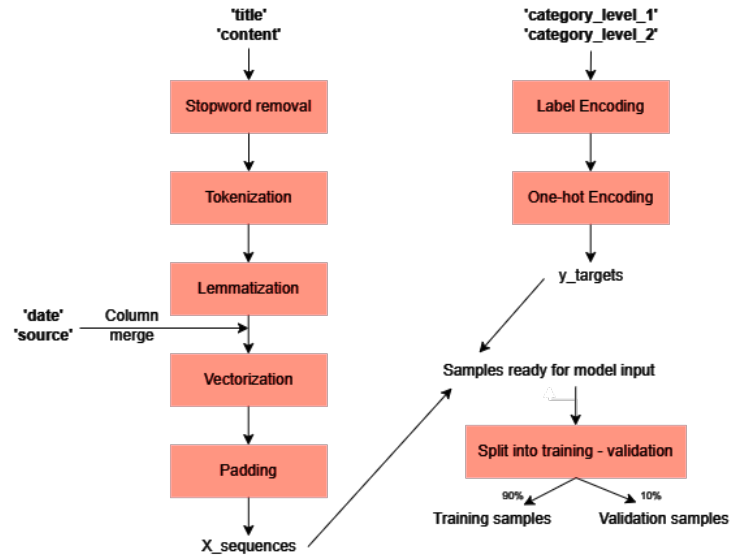 'title'
'content'
Stopword removal
Tokenization
Lemmatization
'date'
'source'
Column
merge
Vectorization
Padding
X_sequences
'category_level_1'
'category_level_2'
Label Encoding
One-hot Encoding
y_targets
Samples ready for model input
Split into training - validation
90%
10%
Training samples
Validation samples